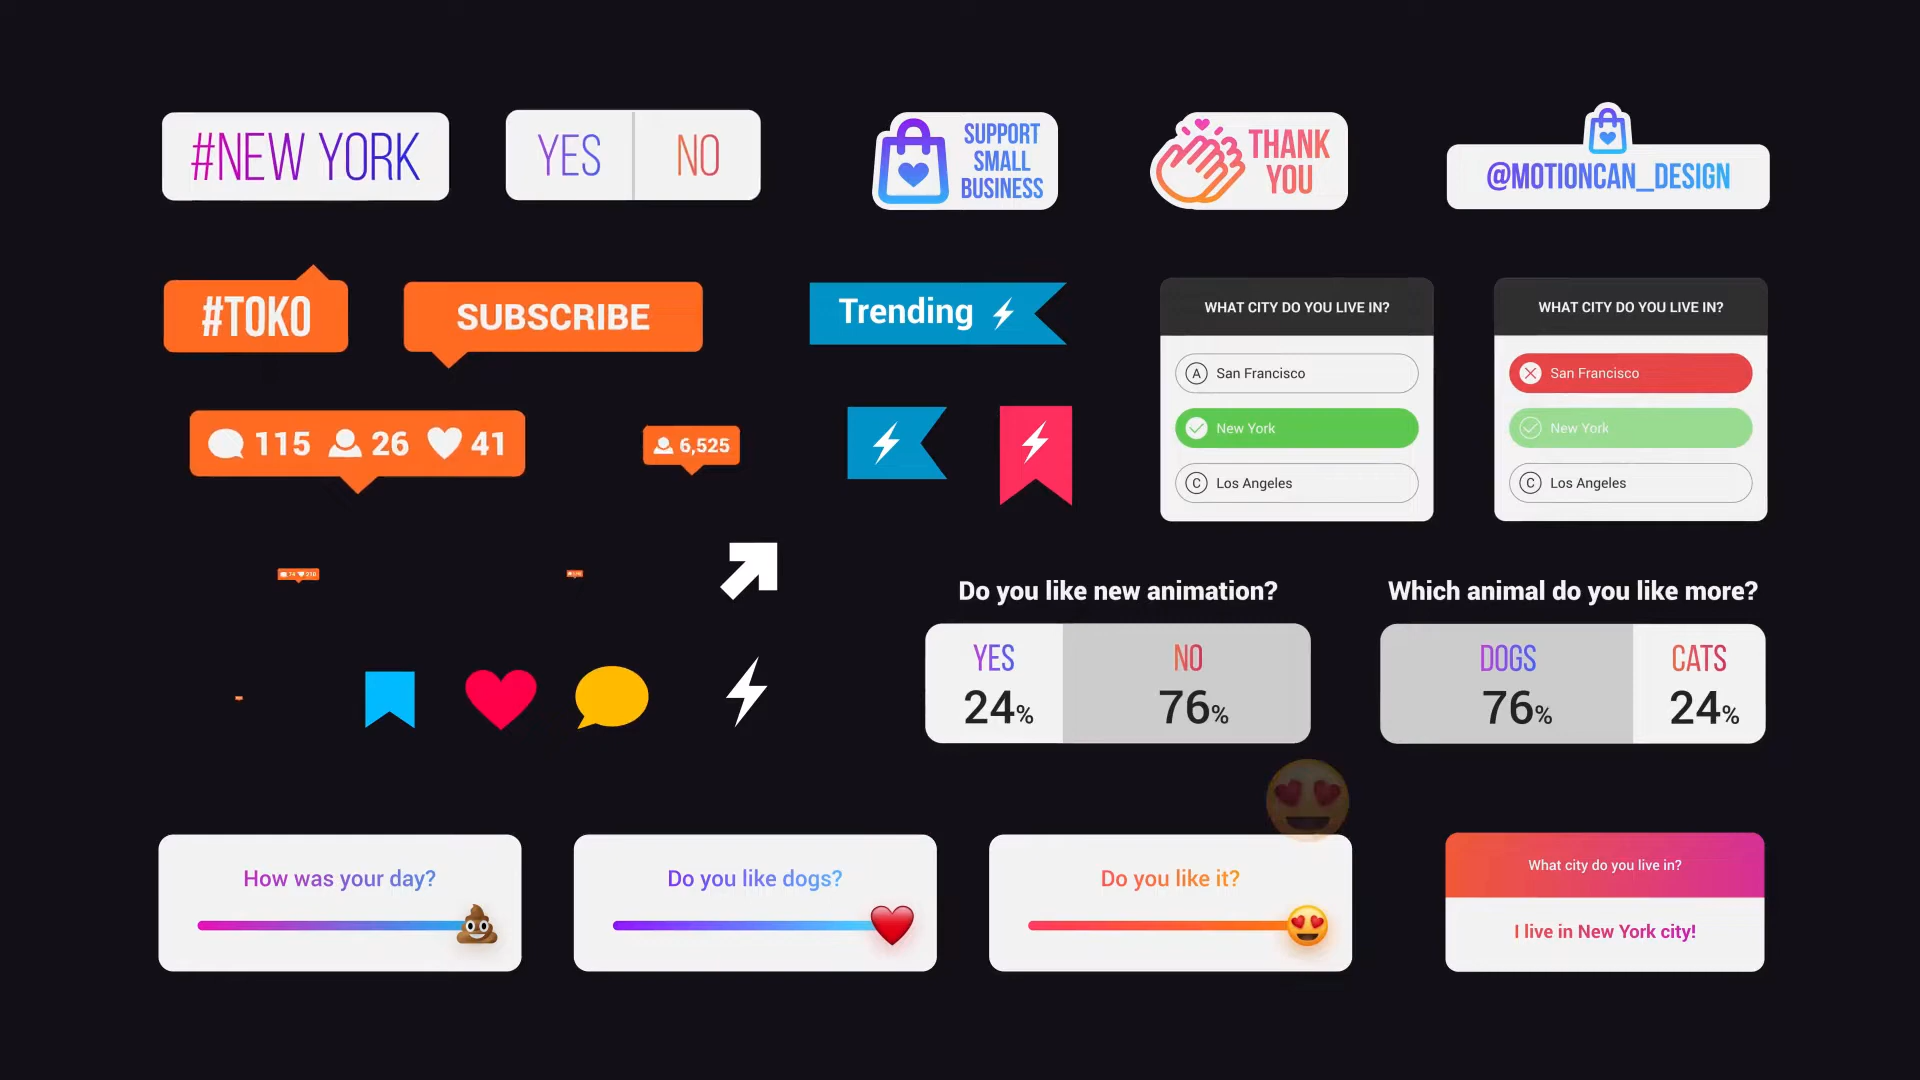 #NEW YORK
YES
NO
SUPPORT
SMALL
BUSINESS
THANK
YOU
@MOTIONCAN_DESIGN
#TOKO
SUBSCRIBE
Trending
WHAT CITY DO YOU LIVE IN?
A San Francisco
New York
C Los Angeles
WHAT CITY DO YOU LIVE IN?
San Francisco
New York
C Los Angeles
115 26 41
6,525
Do you like new animation?
YES
24%
NO
76%
Which animal do you like more?
DOGS
76%
CATS
24%
How was your day?
Do you like dogs?
Do you like it?
What city do you live in?
I live in New York city!